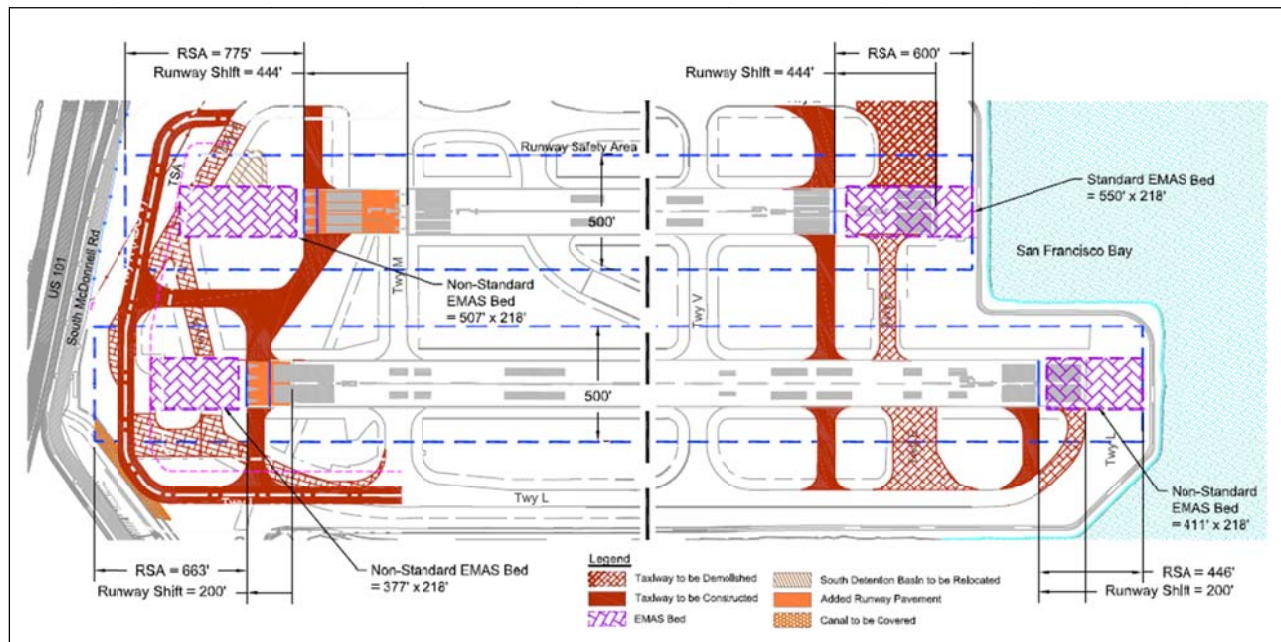 RSA = 775'
Runway Shift = 444'
RSA = 600'
Runway Shift = 444'
Runway Safety Area
TSA
500'
Standard EMAS Bed
= 550' x 218'
San Francisco Bay
US 101
South McDonnell Rd
Twy M
Twy V
Non-Standard
EMAS Bed
= 507' x 218'
500'
Twy L
Twy L
Non-Standard
EMAS Bed
= 411' x 218'
Non-Standard EMAS Bed
= 377' x 218'
RSA = 663'
Runway Shift = 200'
RSA = 446'
Runway Shift = 200'
Legend
Taxiway to be Demolished
Taxiway to be Constructed
EMAS Bed
South Detention Basin to be Relocated
Added Runway Pavement
Canal to be Covered